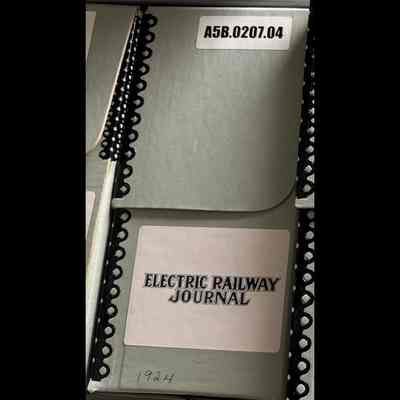 A5B.0207.04
ELECTRIC RAILWAY
JOURNAL
1924